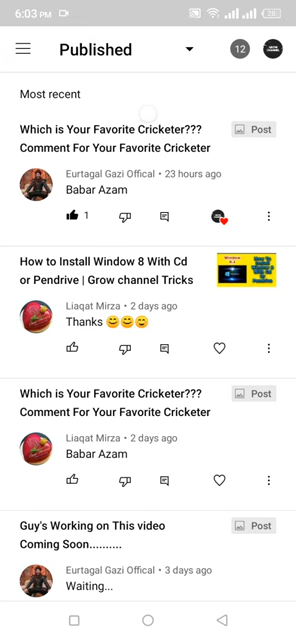 6:03 PM
28
Published
12
Most recent
Which is Your Favorite Cricketer???
Comment For Your Favorite Cricketer
Post
Eurtagal Gazi Offical • 23 hours ago
Babar Azam
1
How to Install Window 8 With Cd
or Pendrive | Grow channel Tricks
Liaqat Mirza • 2 days ago
Thanks 😊😊😊
Which is Your Favorite Cricketer???
Comment For Your Favorite Cricketer
Post
Liaqat Mirza • 2 days ago
Babar Azam
Guy's Working on This video
Coming Soon..........
Post
Eurtagal Gazi Offical • 3 days ago
Waiting...